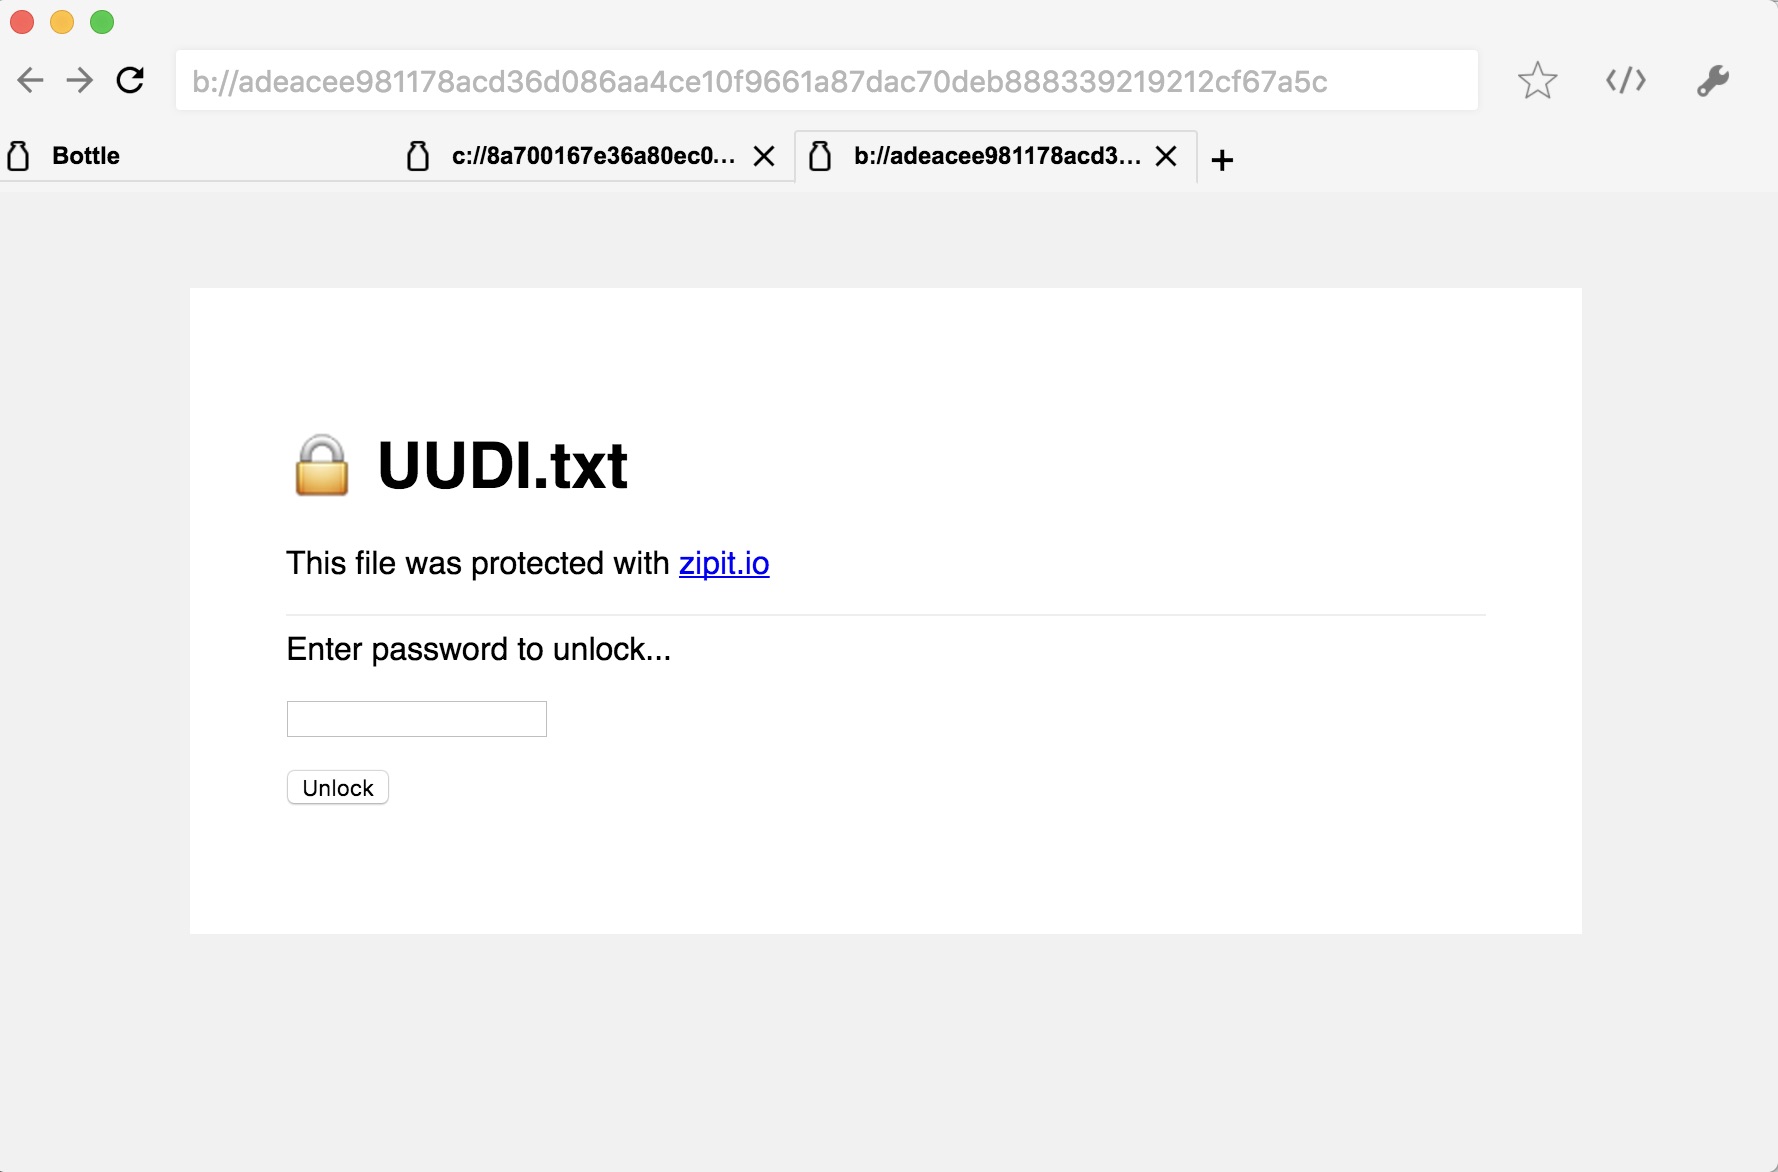 b://adeacee981178acd36d086aa4ce10f9661a87dac70deb888339219212cf67a5c
Bottle c://8a700167e36a80ec0... b://adeacee981178acd3...
UUDI.txt
This file was protected with zipit.io
Enter password to unlock...
Unlock